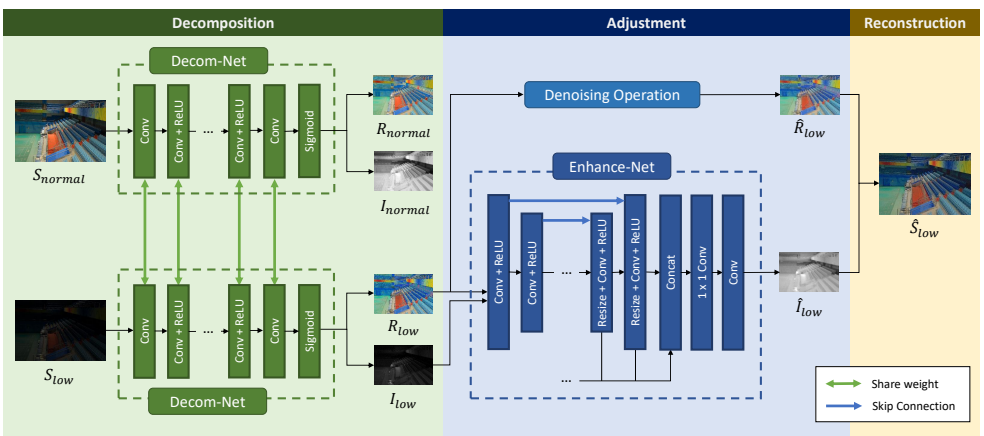 Decomposition
Adjustment
Reconstruction
Decom-Net
Conv
Conv + ReLU
...
Conv + ReLU
Conv
Sigmoid
S_normal
R_normal
I_normal
Denoising Operation
R̂_low
Enhance-Net
Conv + ReLU
Conv + ReLU
...
Resize + Conv + ReLU
Resize + Conv + ReLU
Concat
1 x 1 Conv
Conv
...
Î_low
Ŝ_low
Conv
Conv + ReLU
...
Conv + ReLU
Conv
Sigmoid
S_low
R_low
I_low
Decom-Net
Share weight
Skip Connection